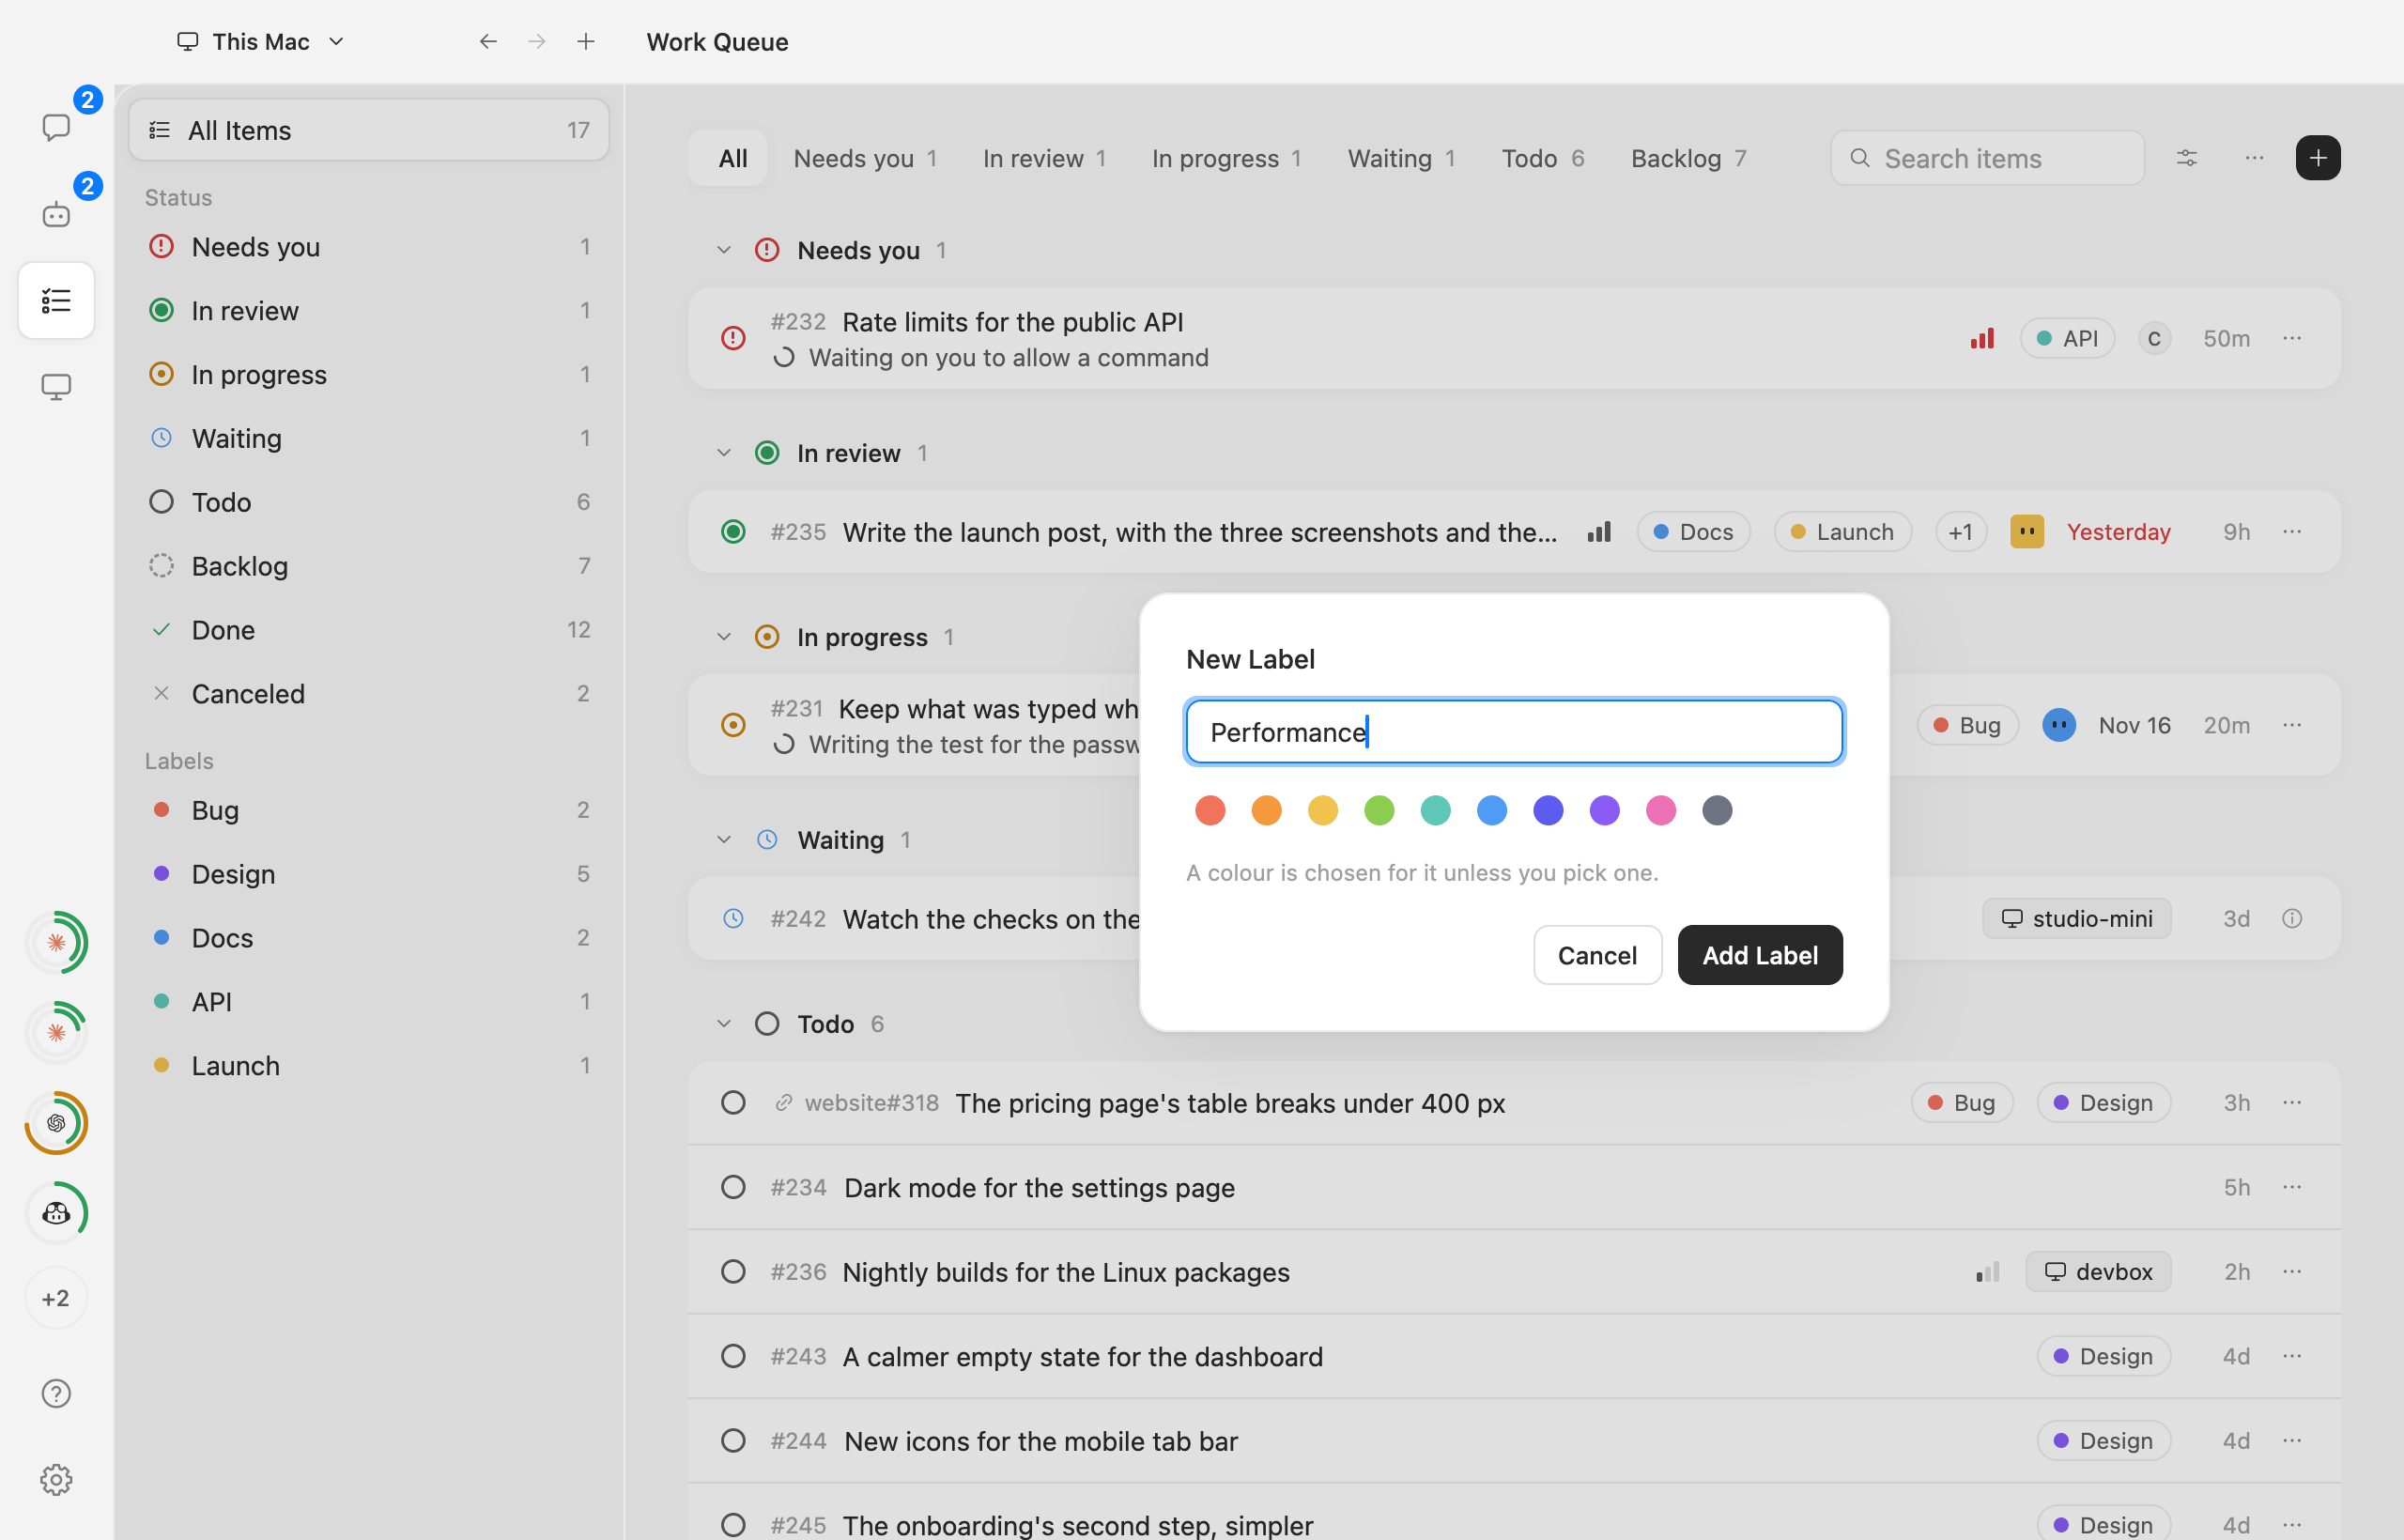 This Mac
Work Queue
2
2
+2
All Items 17
Status
Needs you 1
In review 1
In progress 1
Waiting 1
Todo 6
Backlog 7
Done 12
Canceled 2
Labels
Bug 2
Design 5
Docs 2
API 1
Launch 1
All Needs you 1 In review 1 In progress 1 Waiting 1 Todo 6 Backlog 7 Search items
Needs you 1
#232 Rate limits for the public API
Waiting on you to allow a command
API C 50m
In review 1
#235 Write the launch post, with the three screenshots and the... Docs Launch +1 Yesterday 9h
In progress 1
#231 Keep what was typed wh
Writing the test for the passw
Bug Nov 16 20m
Waiting 1
#242 Watch the checks on the studio-mini 3d
New Label
Performance
A colour is chosen for it unless you pick one.
Cancel Add Label
Todo 6
website#318 The pricing page's table breaks under 400 px Bug Design 3h
#234 Dark mode for the settings page 5h
#236 Nightly builds for the Linux packages devbox 2h
#243 A calmer empty state for the dashboard Design 4d
#244 New icons for the mobile tab bar Design 4d
#245 The onboarding's second step, simpler Design 4d